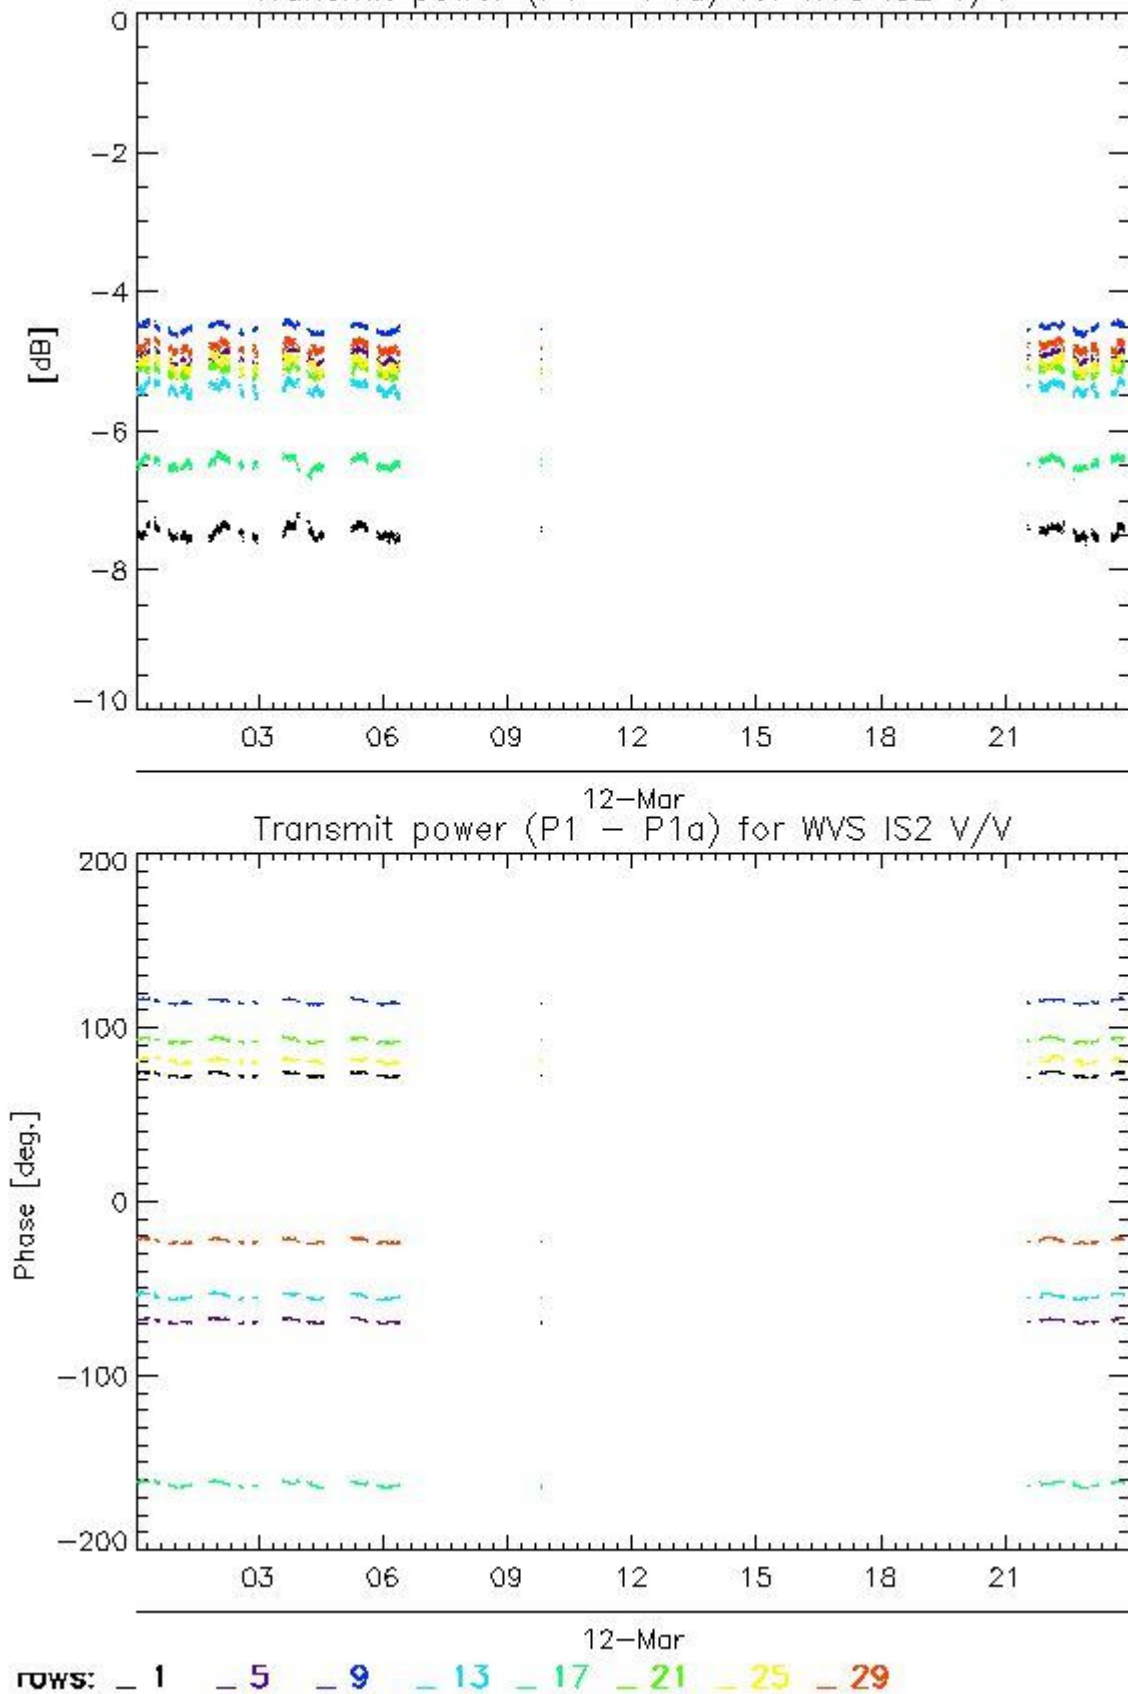 0
-2
-4
[dB]
-6
-8
-10
03 06 09 12 15 18 21
12-Mar
Transmit power (P1 - P1a) for WVS IS2 V/V
200
100
0
Phase [deg.]
-100
-200
03 06 09 12 15 18 21
12-Mar
rows: _ 1 _ 5 _ 9 _ 13 _ 17 _ 21 _ 25 _ 29